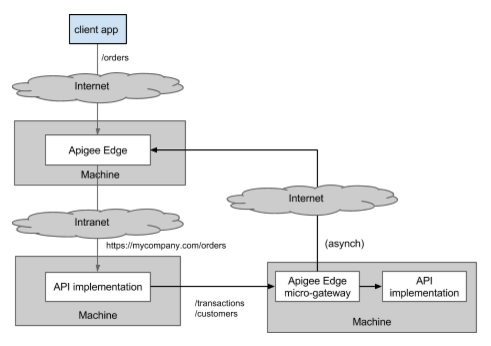 client app
/orders
Internet
Apigee Edge
Machine
Internet
Intranet
https://mycompany.com/orders
(asynch)
API implementation
Machine
/transactions
/customers
Apigee Edge
micro-gateway
API
implementation
Machine